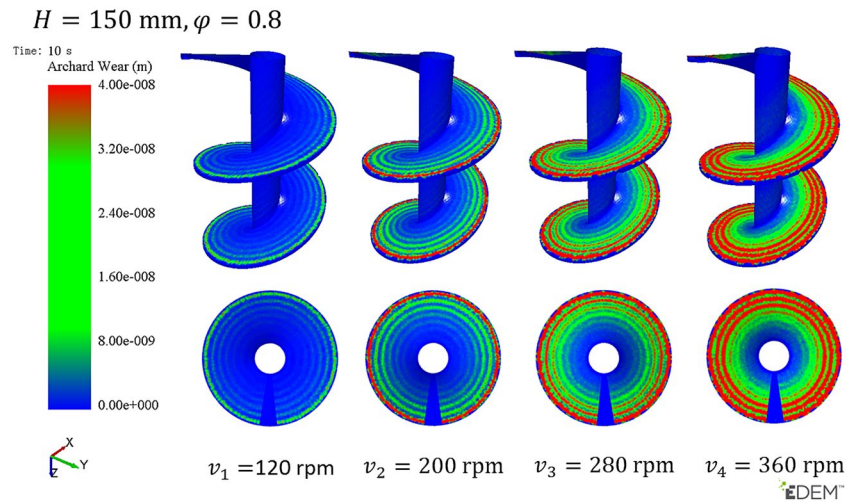 H = 150 mm, φ = 0.8
Time: 10 s
Archard Wear (m)
4.00e-008
3.20e-008
2.40e-008
1.60e-008
8.00e-009
0.00e+000
X
Y
Z
v₁ =120 rpm
v₂ = 200 rpm
v₃ = 280 rpm
v₄ = 360 rpm
EDEM™